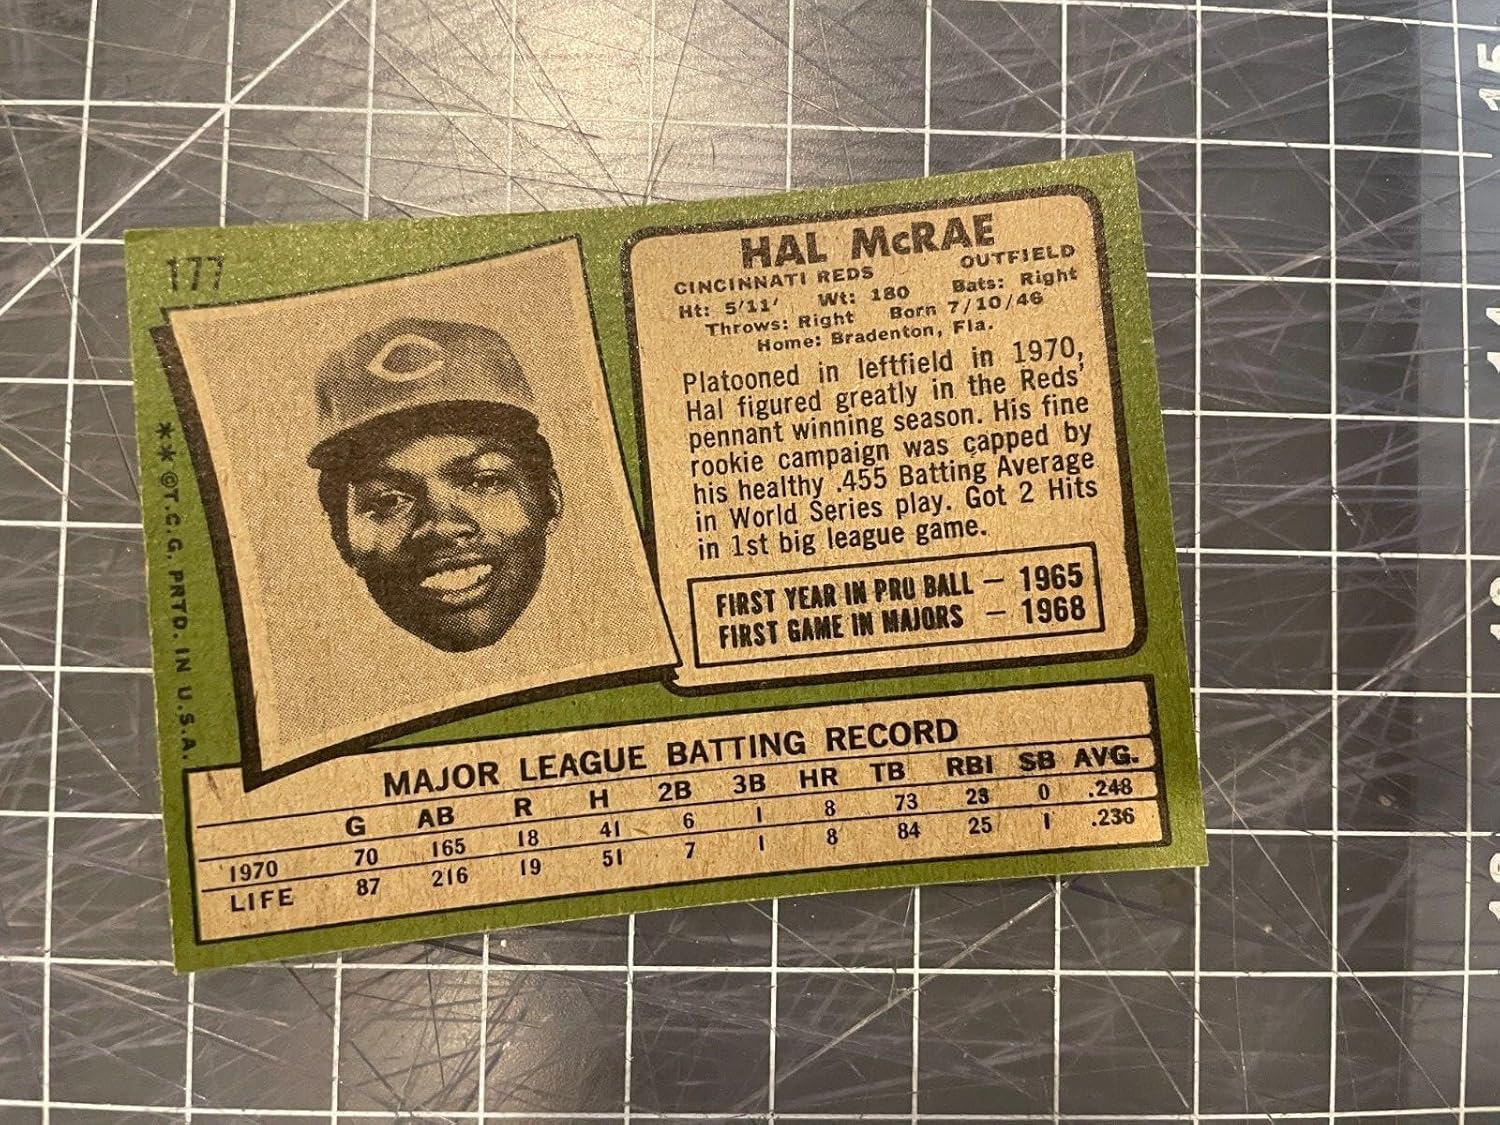 177
HAL McRAE
CINCINNATI REDS OUTFIELD
Ht: 5/11' Wt: 180 Bats: Right
Throws: Right Born 7/10/46
Home: Bradenton, Fla.
Platooned in leftfield in 1970,
Hal figured greatly in the Reds'
pennant winning season. His fine
rookie campaign was capped by
his healthy .455 Batting Average
in World Series play. Got 2 Hits
in 1st big league game.
FIRST YEAR IN PRO BALL — 1965
FIRST GAME IN MAJORS — 1968
**©T.C.G. PRTD. IN U.S.A.
MAJOR LEAGUE BATTING RECORD
G AB R H 2B 3B HR TB RBI SB AVG.
1970 70 165 18 41 6 1 8 73 23 0 .248
LIFE 87 216 19 51 7 1 8 84 25 1 .236
15